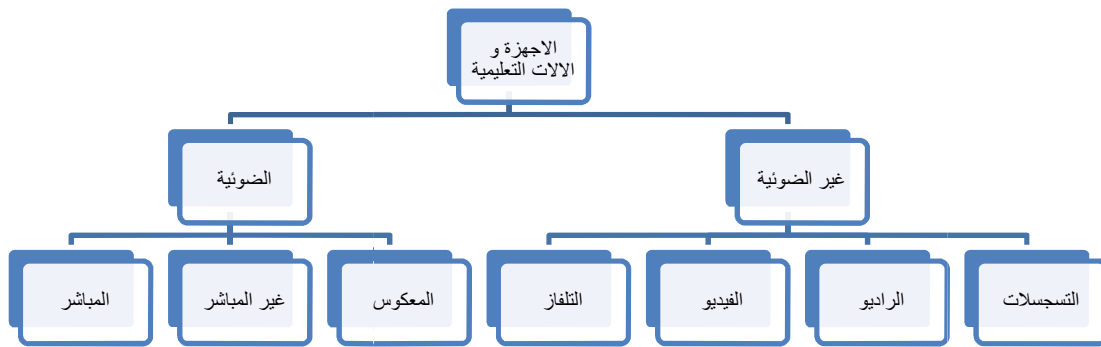 الاجهزة و
الالات التعليمية
غير الضوئية
الضوئية
التسجسلات
الراديو
الفيديو
التلفاز
المعكوس
غير المباشر
المباشر